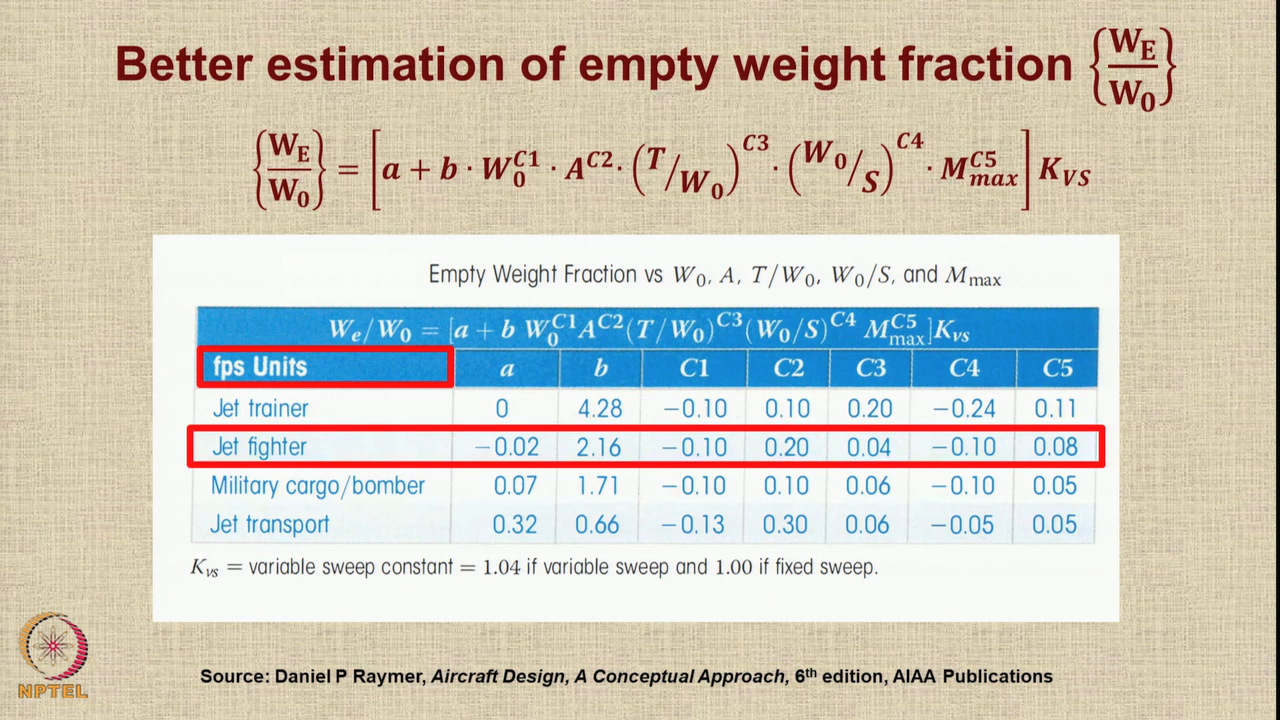 Better estimation of empty weight fraction {W_E/W_0}
{W_E/W_0} = [a + b · W_0^C1 · A^C2 · (T/W_0)^C3 · (W_0/S)^C4 · M_max^C5] K_VS
Empty Weight Fraction vs W_0, A, T/W_0, W_0/S, and M_max
W_e/W_0 = [a + b W_0^C1 A^C2 (T/W_0)^C3 (W_0/S)^C4 M_max^C5]K_vs
fps Units a b C1 C2 C3 C4 C5
Jet trainer 0 4.28 −0.10 0.10 0.20 −0.24 0.11
Jet fighter −0.02 2.16 −0.10 0.20 0.04 −0.10 0.08
Military cargo/bomber 0.07 1.71 −0.10 0.10 0.06 −0.10 0.05
Jet transport 0.32 0.66 −0.13 0.30 0.06 −0.05 0.05
K_vs = variable sweep constant = 1.04 if variable sweep and 1.00 if fixed sweep.
Source: Daniel P Raymer, Aircraft Design, A Conceptual Approach, 6th edition, AIAA Publications
NPTEL